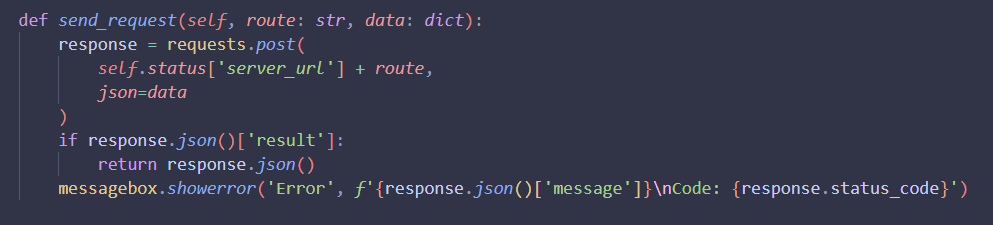 def send_request(self, route: str, data: dict):
    response = requests.post(
        self.status['server_url'] + route,
        json=data
    )
    if response.json()['result']:
        return response.json()
    messagebox.showerror('Error', f'{response.json()['message']}\nCode: {response.status_code}')